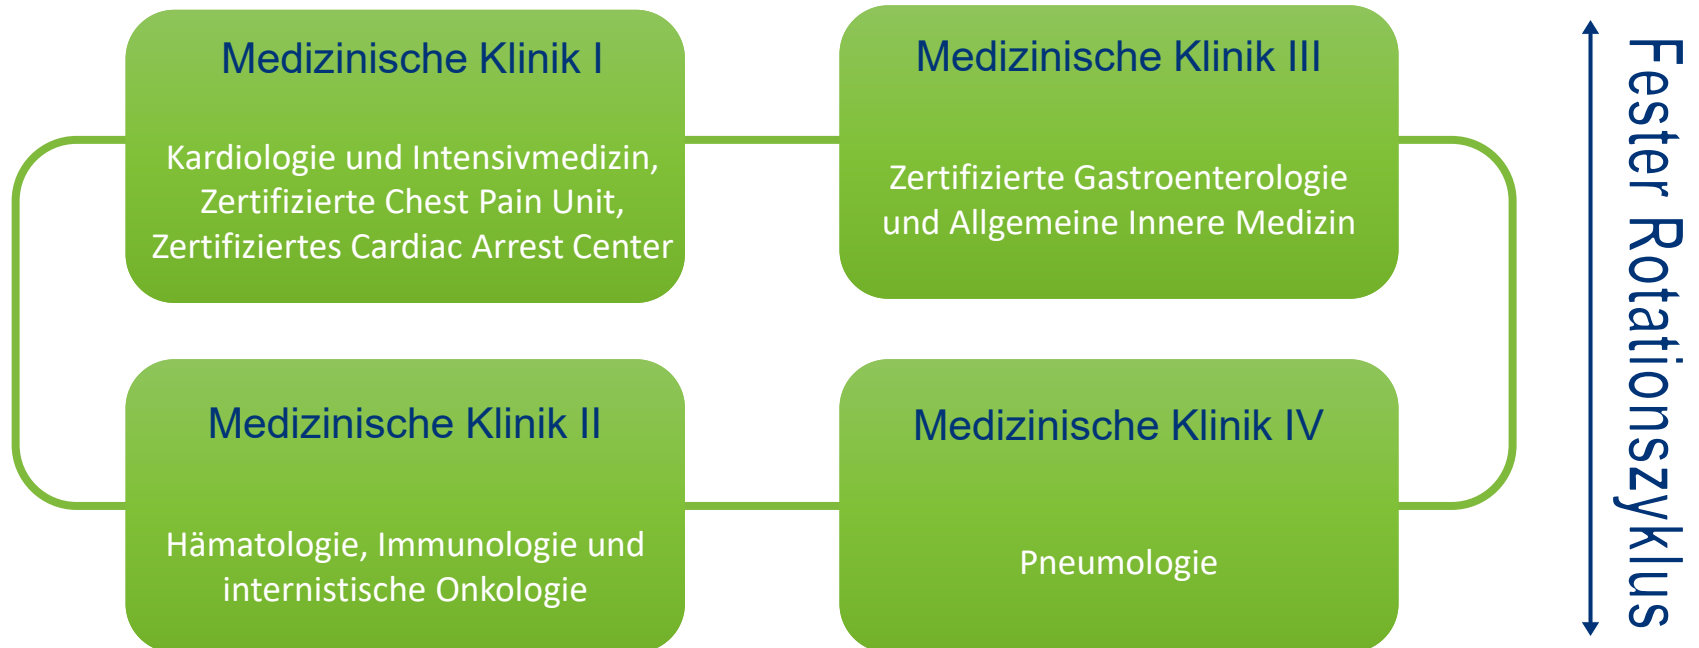 Medizinische Klinik I
Kardiologie und Intensivmedizin,
Zertifizierte Chest Pain Unit,
Zertifiziertes Cardiac Arrest Center
Medizinische Klinik III
Zertifizierte Gastroenterologie
und Allgemeine Innere Medizin
Medizinische Klinik II
Hämatologie, Immunologie und
internistische Onkologie
Medizinische Klinik IV
Pneumologie
Fester Rotationszyklus